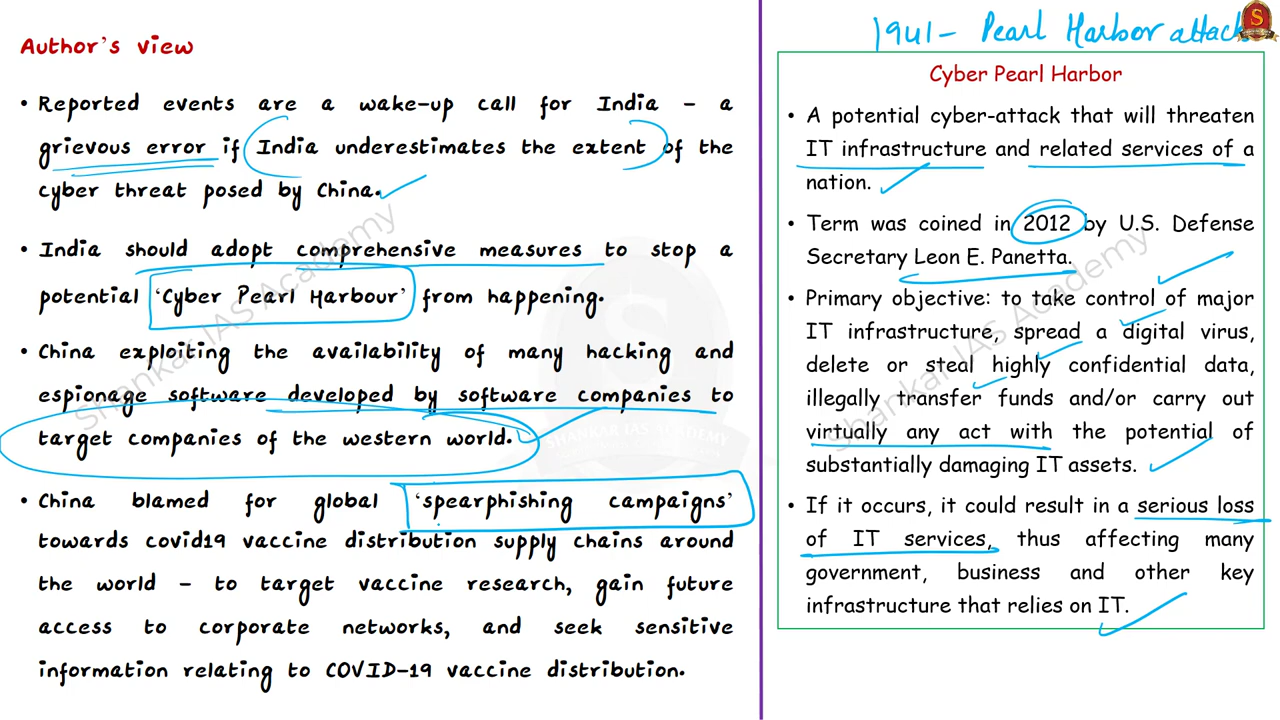 Author's view
• Reported events are a wake-up call for India – a
grievous error if India underestimates the extent of the
cyber threat posed by China.
• India should adopt comprehensive measures to stop a
potential 'Cyber Pearl Harbour' from happening.
• China exploiting the availability of many hacking and
espionage software developed by software companies to
target companies of the western world.
• China blamed for global 'spearphishing campaigns'
towards covid19 vaccine distribution supply chains around
the world – to target vaccine research, gain future
access to corporate networks, and seek sensitive
information relating to COVID-19 vaccine distribution.
1941 - Pearl Harbor attack
Cyber Pearl Harbor
• A potential cyber-attack that will threaten
IT infrastructure and related services of a
nation.
• Term was coined in 2012 by U.S. Defense
Secretary Leon E. Panetta.
• Primary objective: to take control of major
IT infrastructure, spread a digital virus,
delete or steal highly confidential data,
illegally transfer funds and/or carry out
virtually any act with the potential of
substantially damaging IT assets.
• If it occurs, it could result in a serious loss
of IT services, thus affecting many
government, business and other key
infrastructure that relies on IT.
Shankar IAS Academy
SHANKAR IAS ACADEMY
Shankar IAS Academy